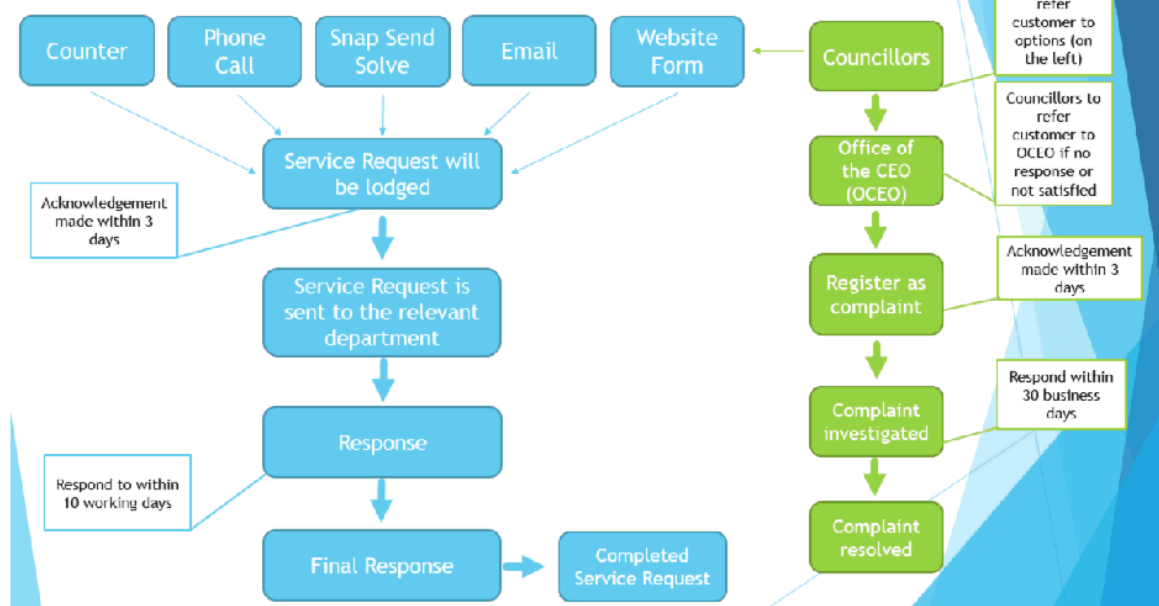 Counter
Phone
Call
Snap Send
Solve
Email
Website
Form
Service Request will
be lodged
Acknowledgement
made within 3
days
Service Request is
sent to the relevant
department
Response
Respond to within
10 working days
Final Response
Completed
Service Request
Councillors
refer
customer to
options (on
the left)
Office of
the CEO
(OCEO)
Councillors to
refer
customer to
OCEO if no
response or
not satisfied
Register as
complaint
Acknowledgement
made within 3
days
Complaint
investigated
Respond within
30 business
days
Complaint
resolved